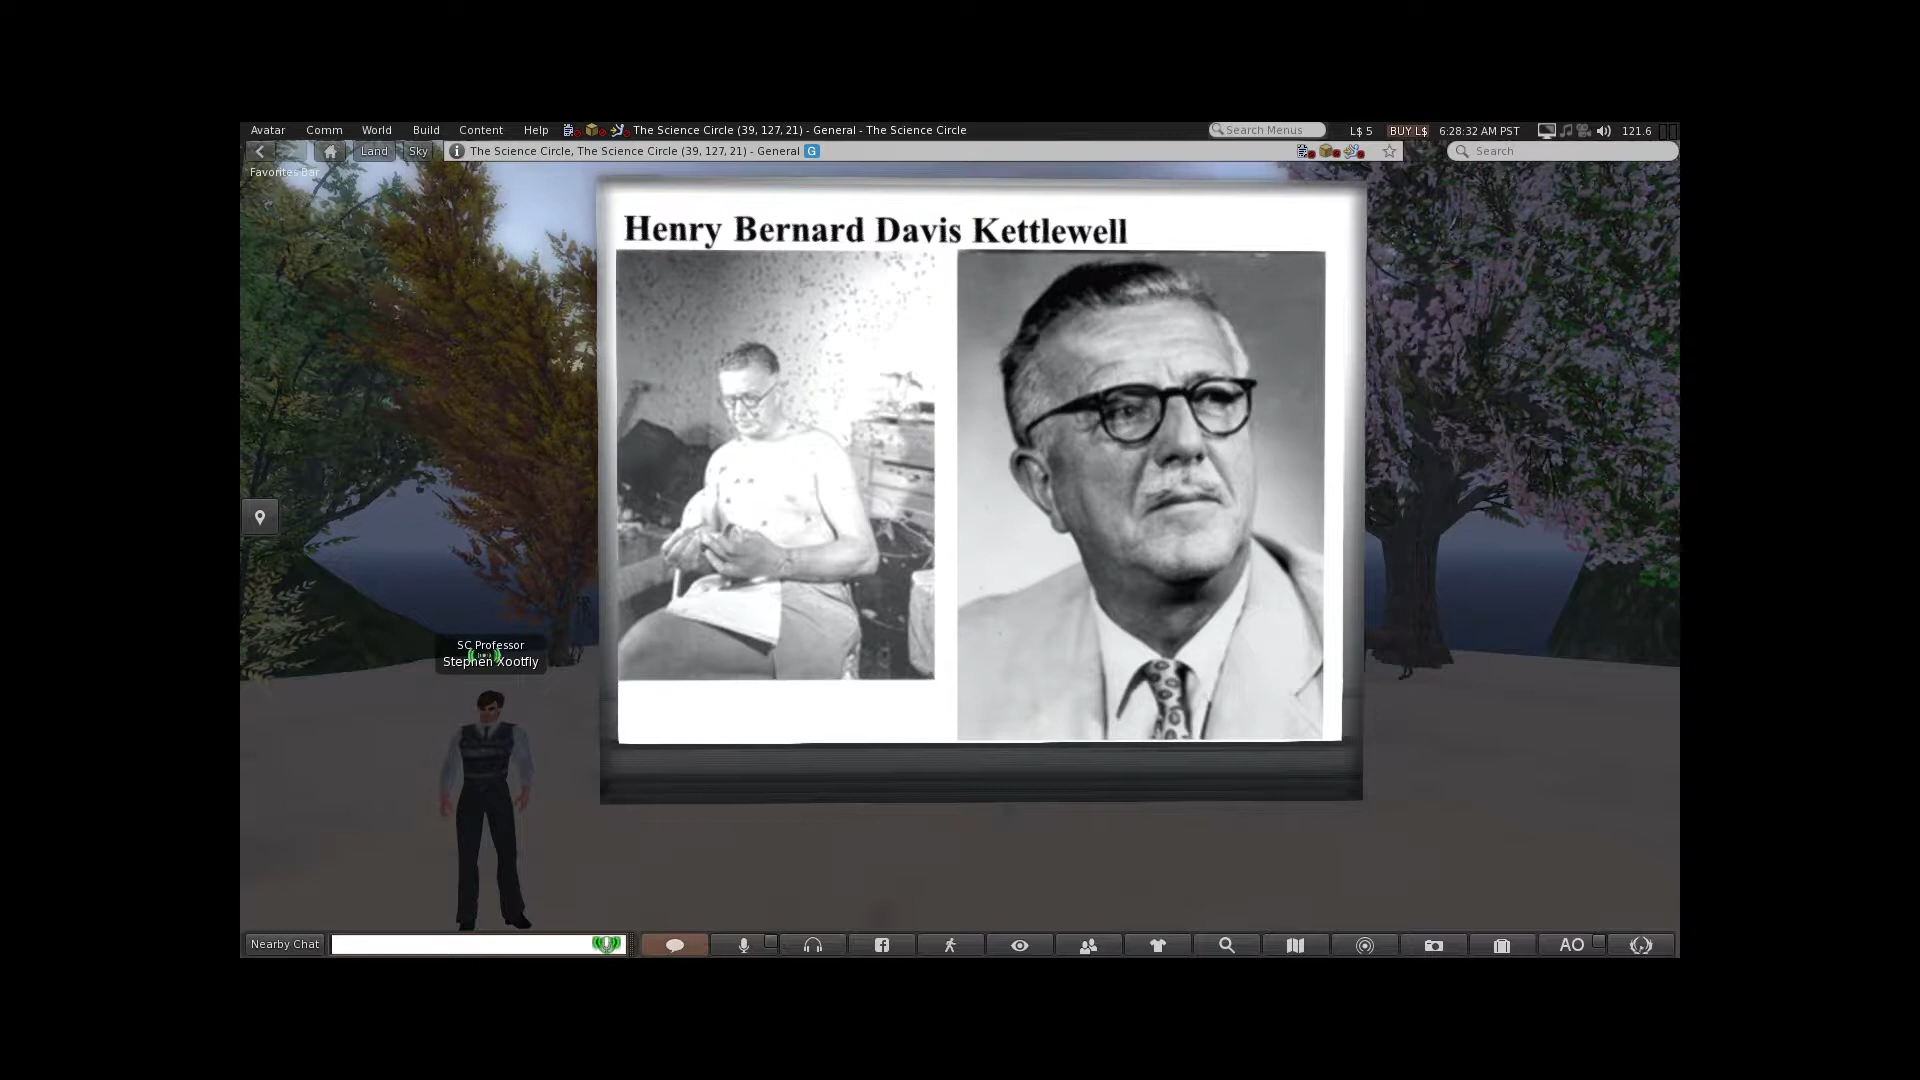 Avatar Comm World Build Content Help The Science Circle (39, 127, 21) - General - The Science Circle Search Menus L$ 5 BUY L$ 6:28:32 AM PST 121.6
Land Sky The Science Circle, The Science Circle (39, 127, 21) - General G Search
Favorites Bar
Henry Bernard Davis Kettlewell
SC Professor
Stephen Xootfly
Nearby Chat AO